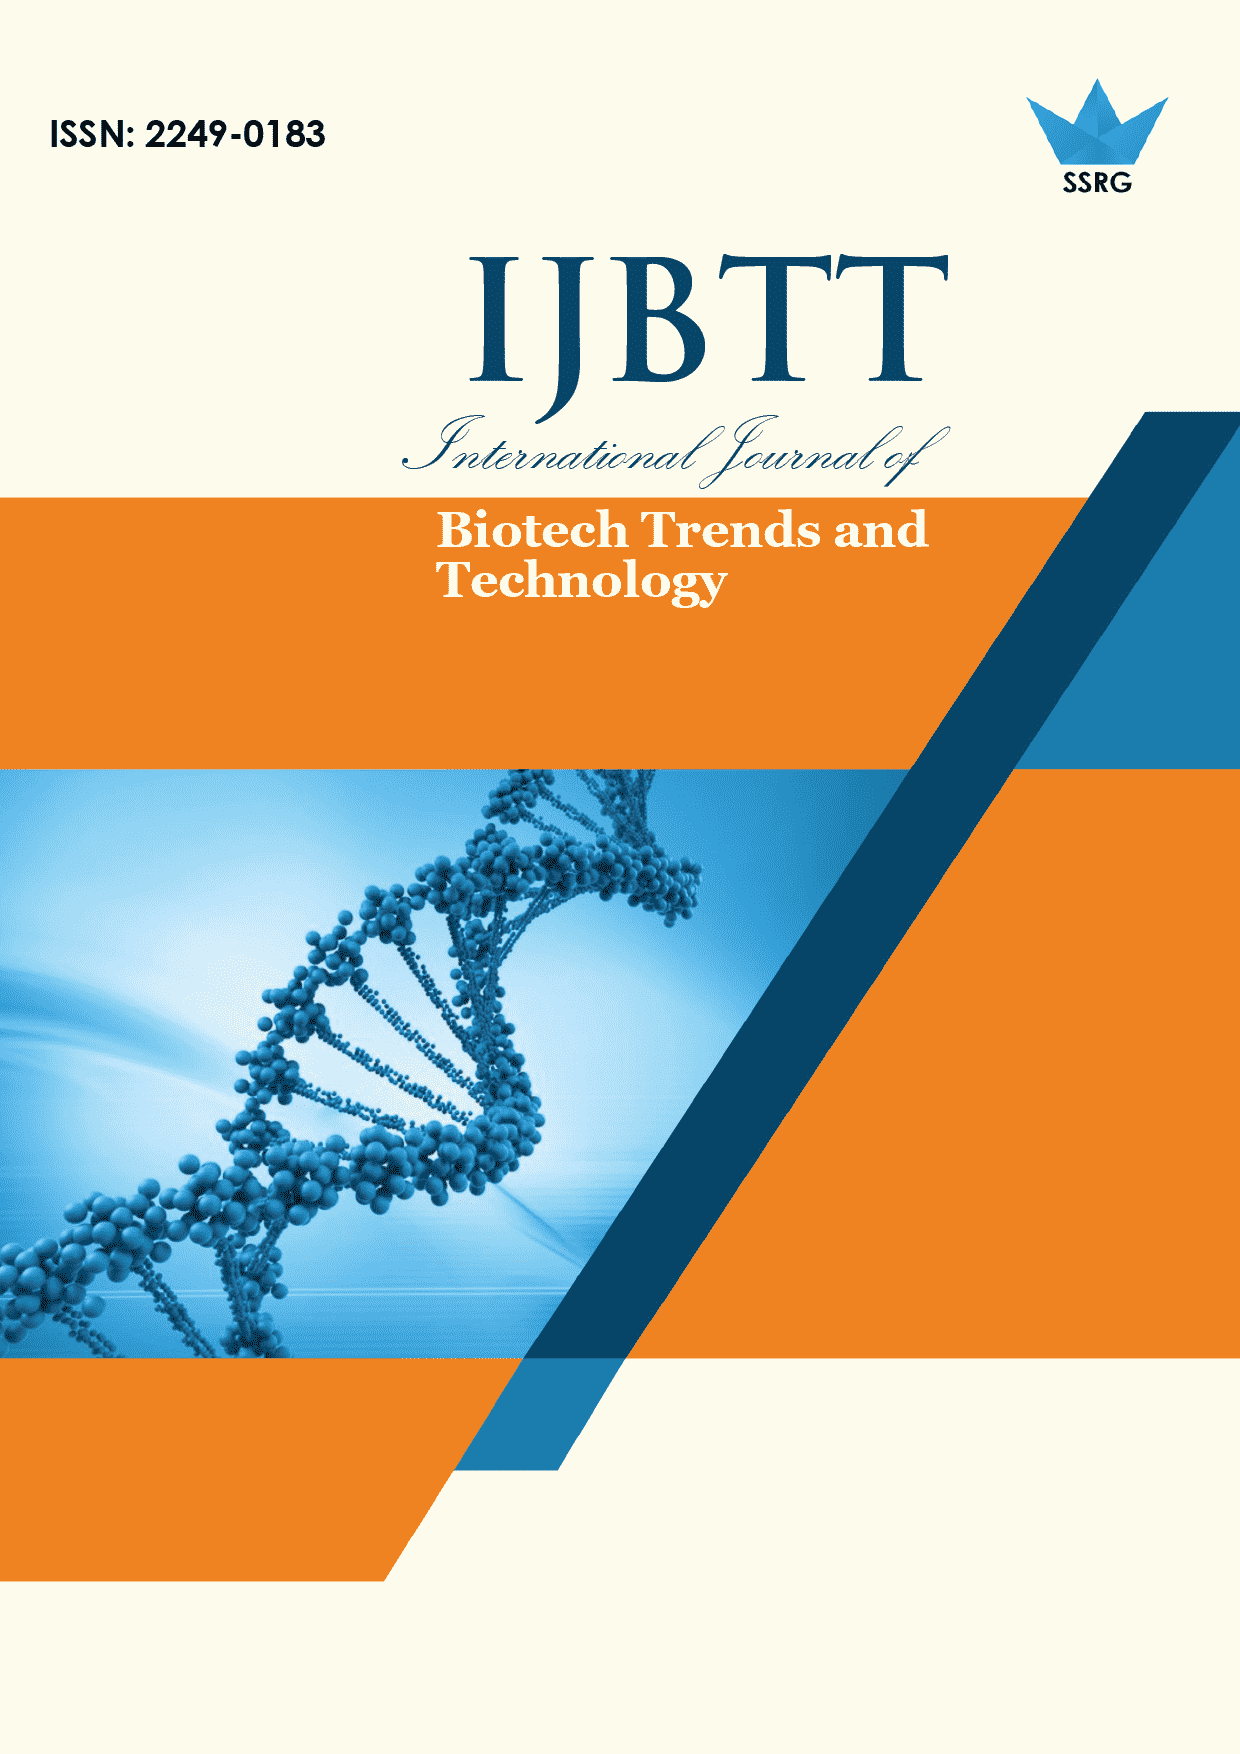 ISSN: 2249-0183
SSRG
IJBTT
International Journal of
Biotech Trends and
Technology